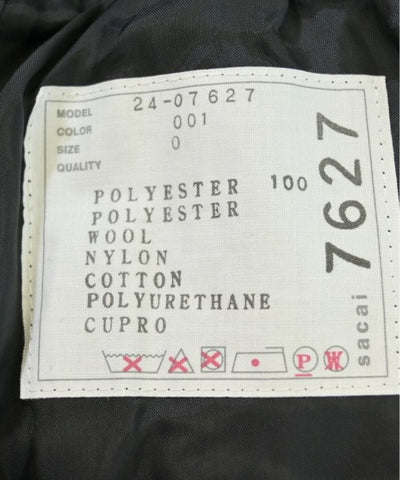 MODEL 24-07627
COLOR 001
SIZE 0
QUALITY
POLYESTER 100
POLYESTER
WOOL
NYLON
COTTON
POLYURETHANE
CUPRO
P W
sacai 7627